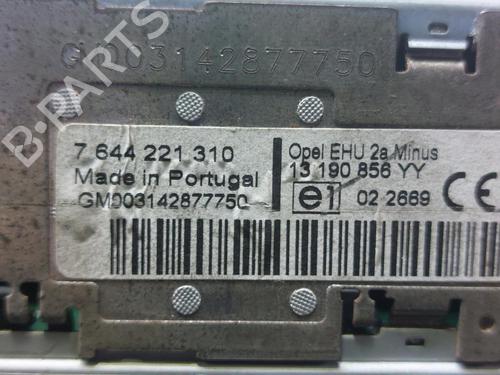 GM003142877750
B-PARTS
7 644 221 310
Made in Portugal
GM003142877750
Opel EHU 2a Minus
13 190 856 YY
e1 02 2669 CE